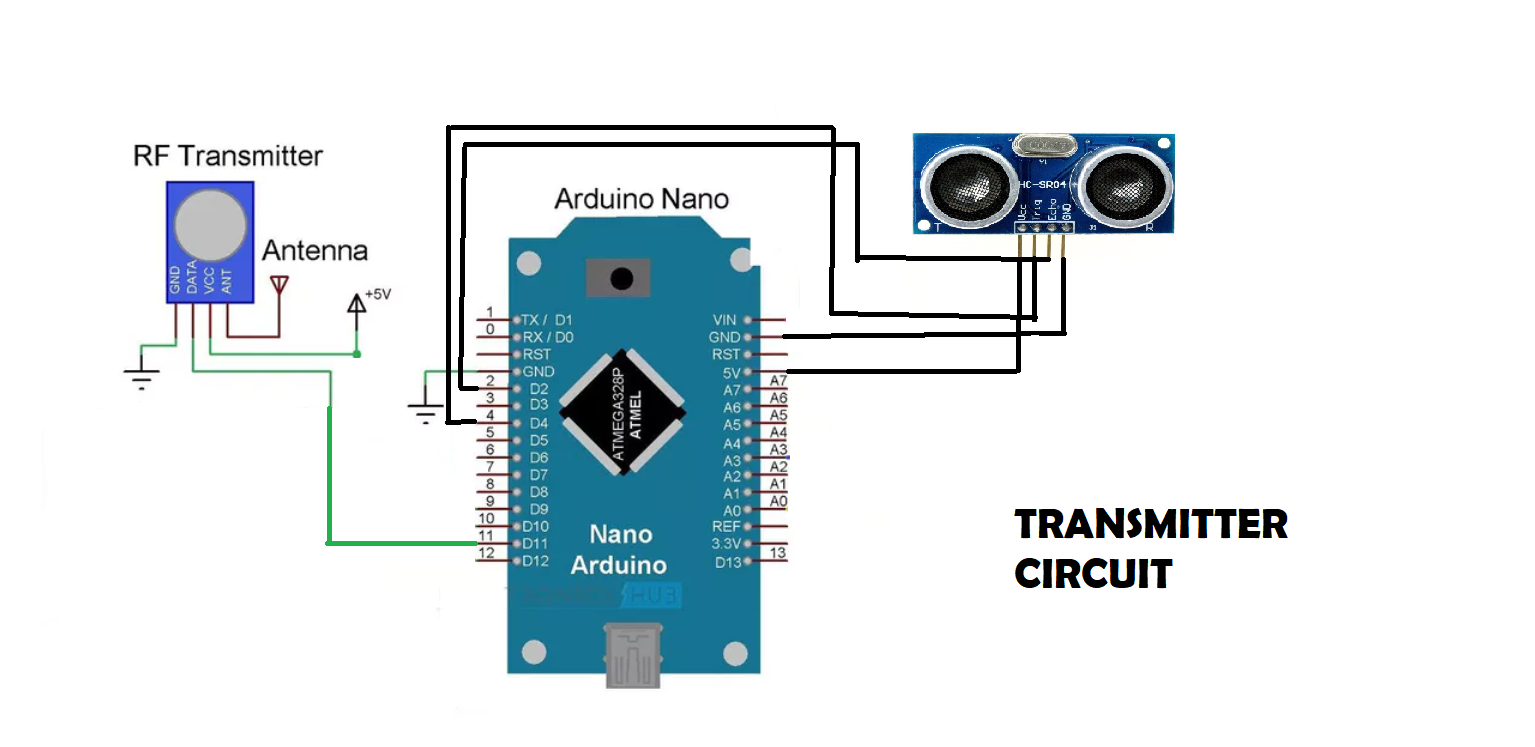 RF Transmitter
GND
DATA
VCC
ANT
Antenna
+5V
Arduino Nano
1 TX / D1
0 RX / D0
RST
GND
2 D2
3 D3
4 D4
5 D5
6 D6
7 D7
8 D8
9 D9
10 D10
11 D11
12 D12
VIN
GND
RST
5V
A7 A7
A6 A6
A5 A5
A4 A4
A3 A3
A2 A2
A1 A1
A0 A0
REF
3.3V
D13 13
ATMEGA328P
ATMEL
Nano
Arduino
HUB
HC-SR04
Vcc
Trig
Echo
GND
T
R
J1
Y1
TRANSMITTER
CIRCUIT